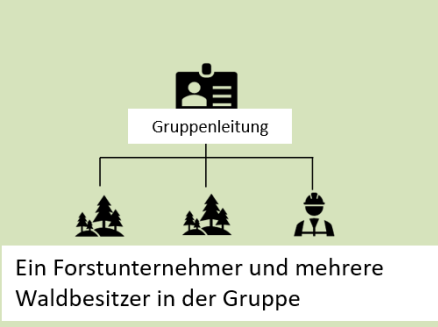 Gruppenleitung
Ein Forstunternehmer und mehrere
Waldbesitzer in der Gruppe